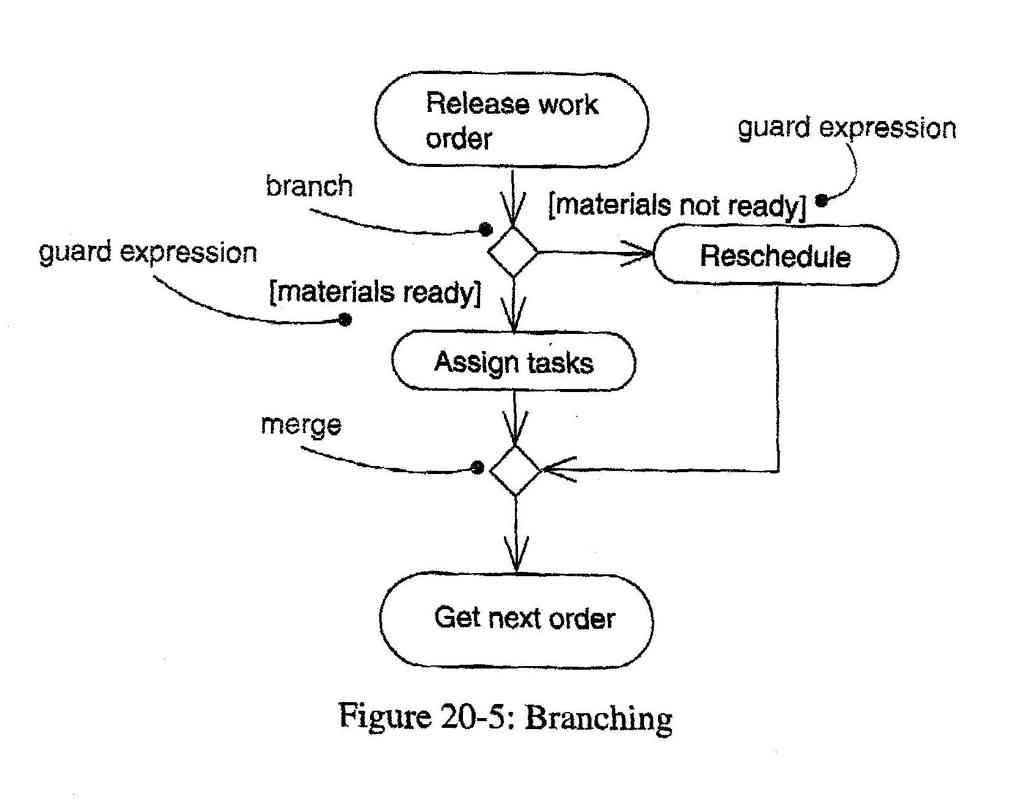 Release work
order
guard expression
branch
[materials not ready]
guard expression
Reschedule
[materials ready]
Assign tasks
merge
Get next order
Figure 20-5: Branching